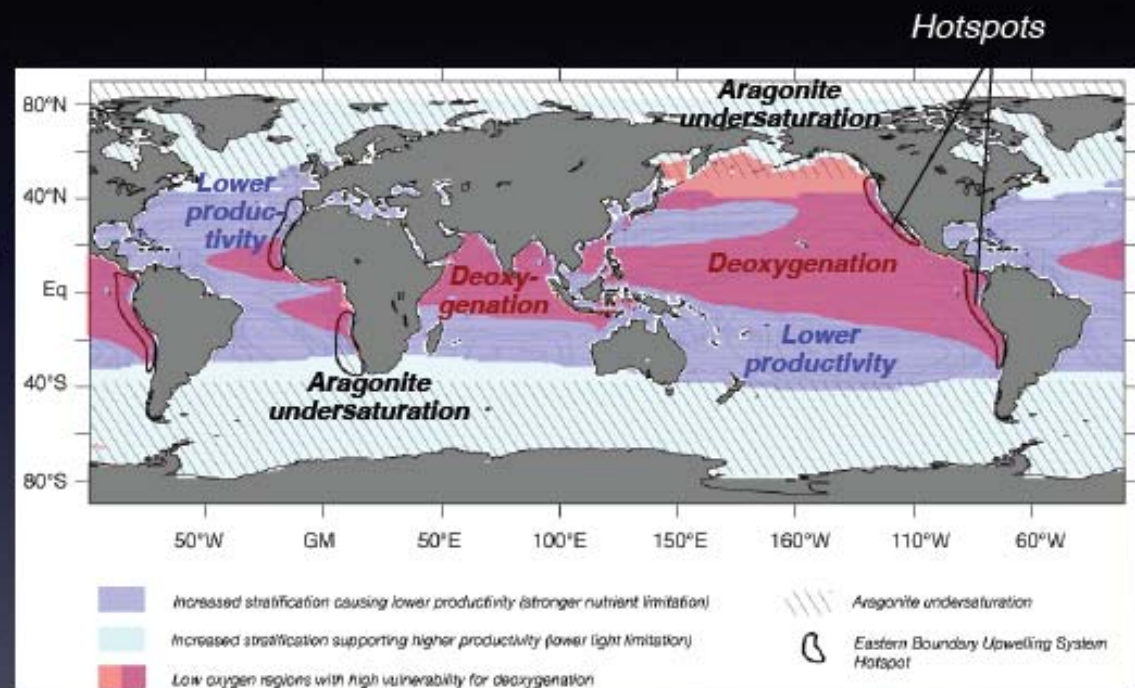 Hotspots
80°N
Aragonite
undersaturation
40°N
Lower
produc-
tivity
Eq
Deoxy-
genation
Deoxygenation
Lower
productivity
40°S
Aragonite
undersaturation
80°S
50°W GM 50°E 100°E 150°E 160°W 110°W 60°W
Increased stratification causing lower productivity (stronger nutrient limitation)
Aragonite undersaturation
Increased stratification supporting higher productivity (lower light limitation)
Eastern Boundary Upwelling System
Hotspot
Low oxygen regions with high vulnerability for deoxygenation